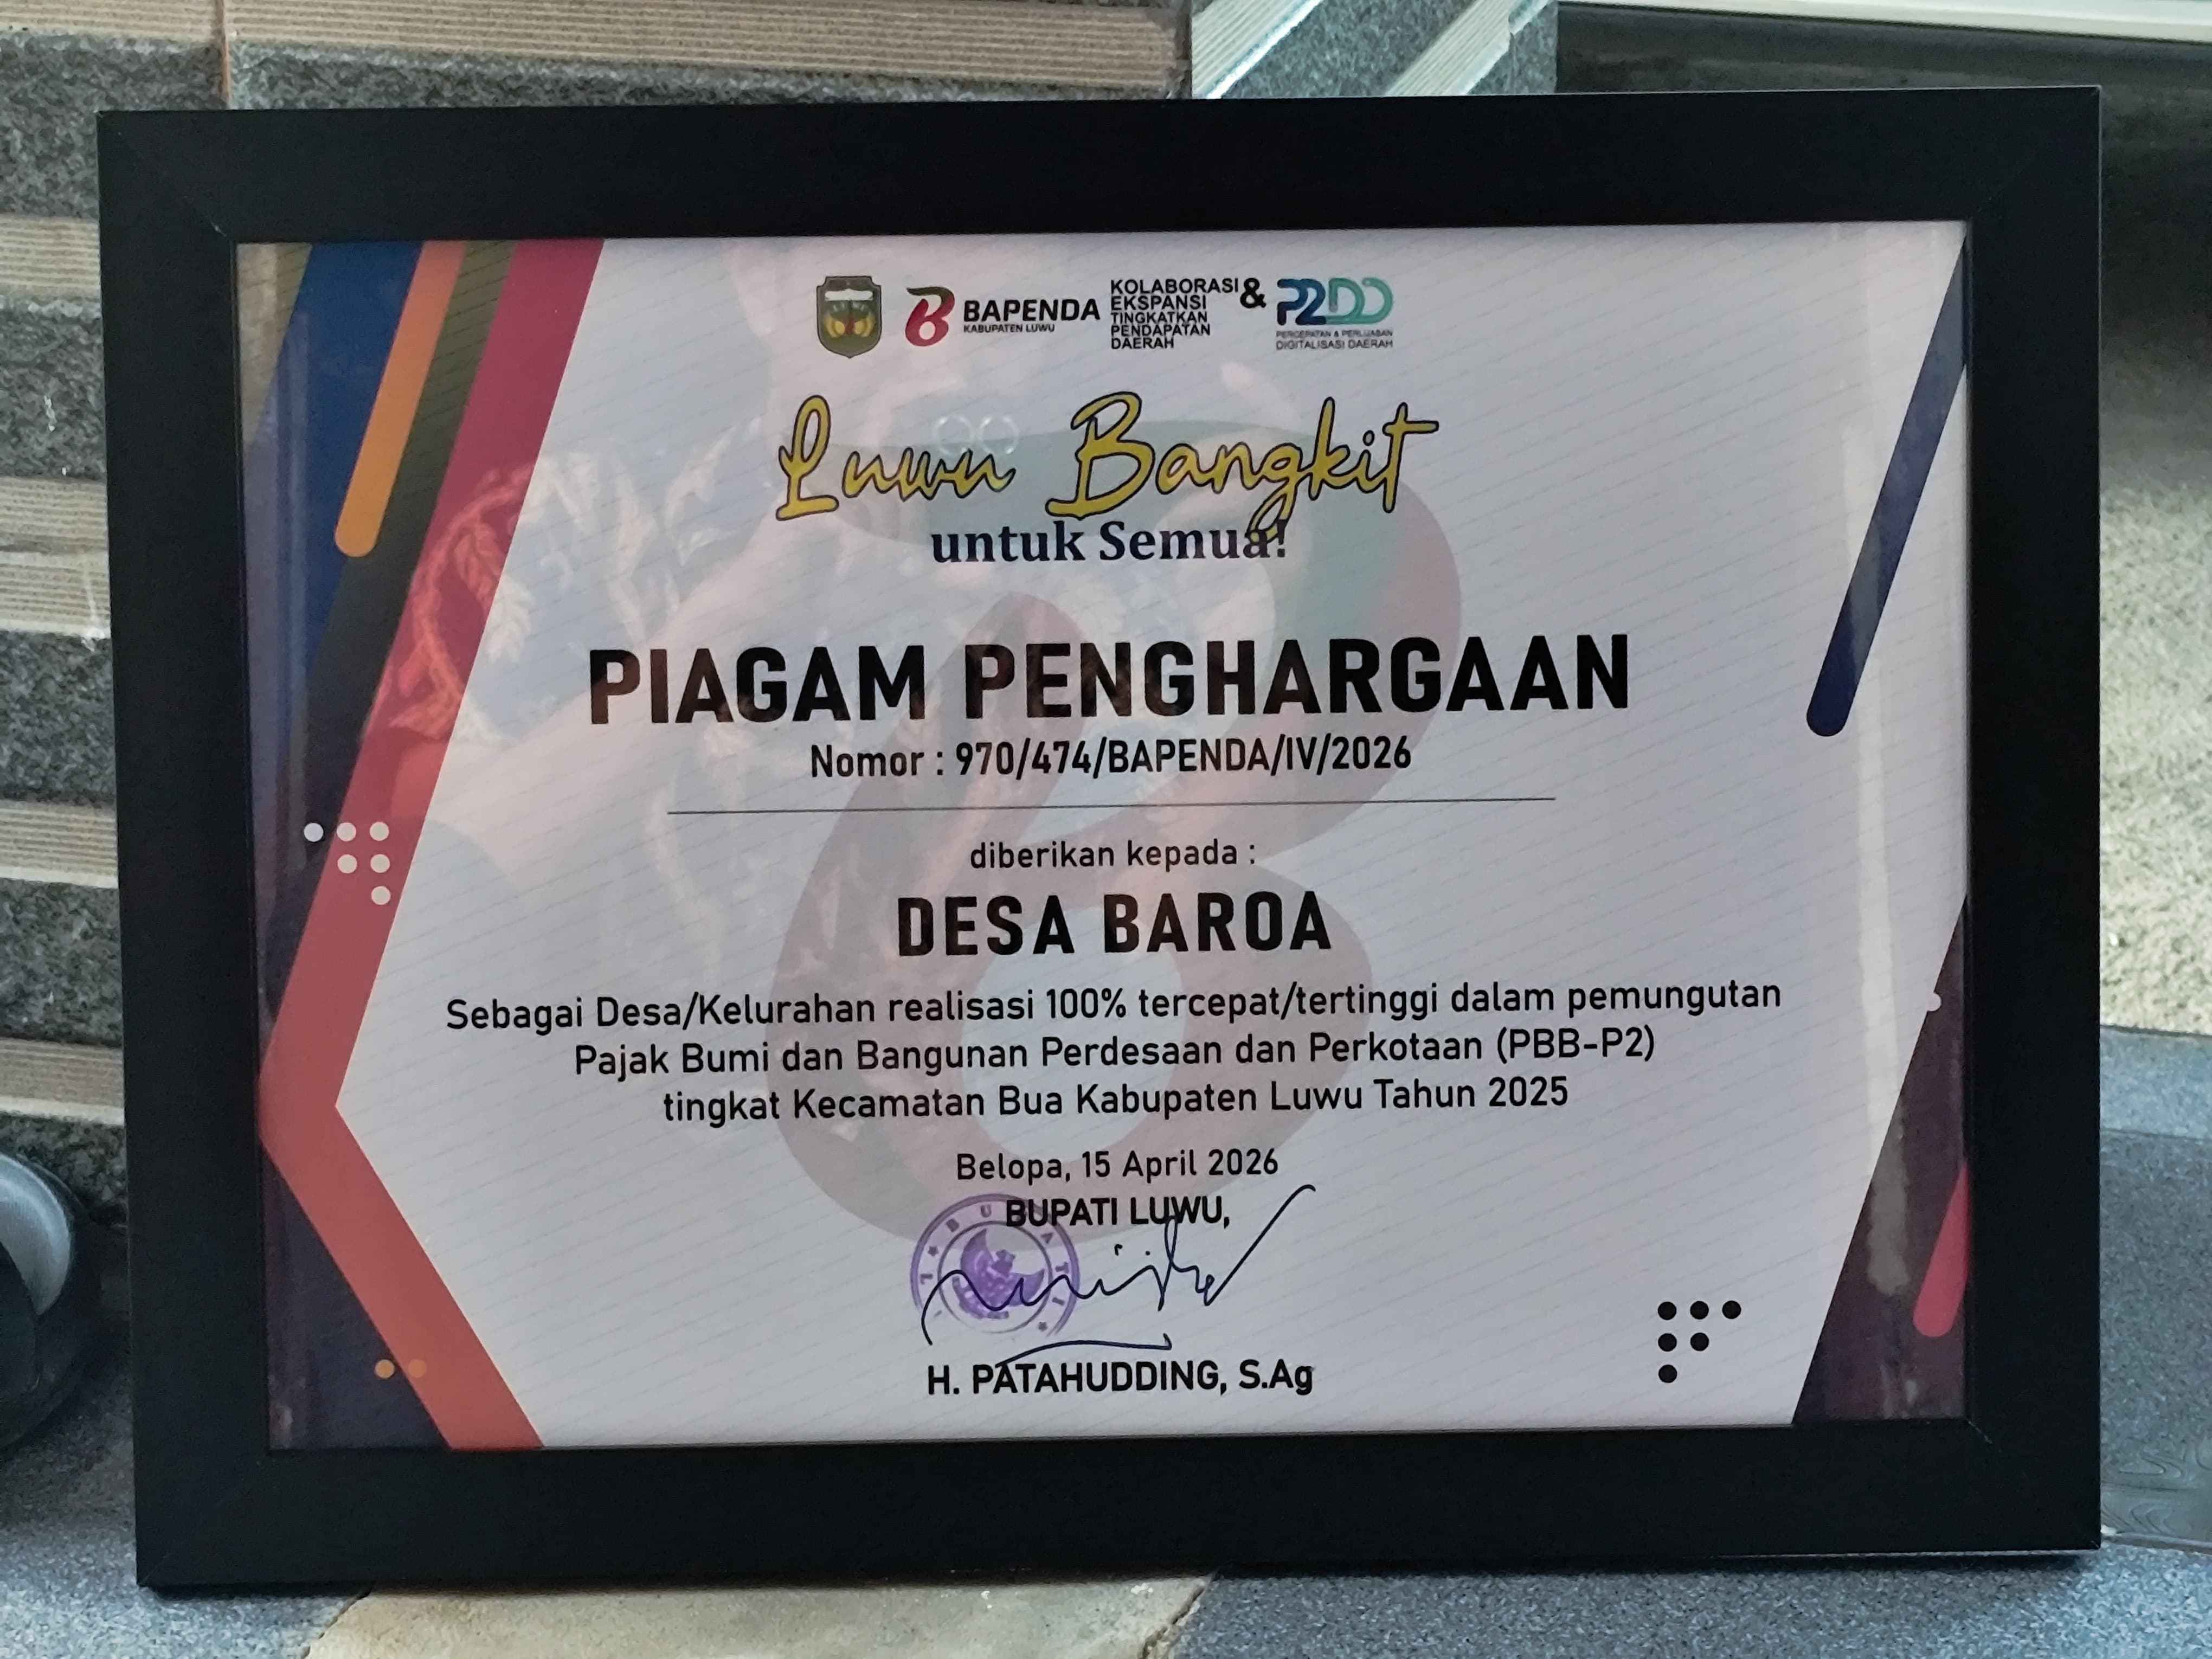 BAPENDA
KABUPATEN LUWU
KOLABORASI
EKSPANSI
TINGKATKAN
PENDAPATAN
DAERAH
&
P2DD
PERCEPATAN & PERLUASAN
DIGITALISASI DAERAH
Luwu Bangkit
untuk Semua!
PIAGAM PENGHARGAAN
Nomor : 970/474/BAPENDA/IV/2026
diberikan kepada :
DESA BAROA
Sebagai Desa/Kelurahan realisasi 100% tercepat/tertinggi dalam pemungutan
Pajak Bumi dan Bangunan Perdesaan dan Perkotaan (PBB-P2)
tingkat Kecamatan Bua Kabupaten Luwu Tahun 2025
Belopa, 15 April 2026
BUPATI LUWU,
BUPATI
H. PATAHUDDING, S.Ag